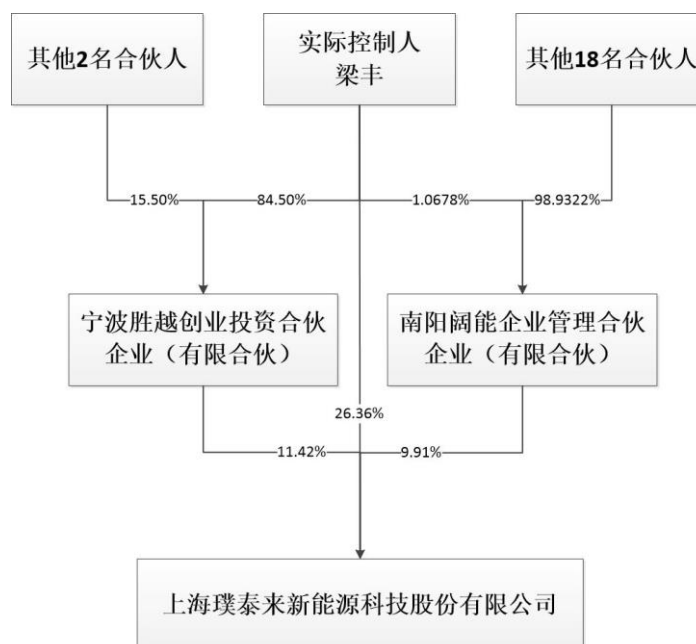 其他2名合伙人
实际控制人
梁丰
其他18名合伙人
15.50%
84.50%
1.0678%
98.9322%
宁波胜越创业投资合伙
企业（有限合伙）
南阳阔能企业管理合伙
企业（有限合伙）
26.36%
11.42%
9.91%
上海璞泰来新能源科技股份有限公司